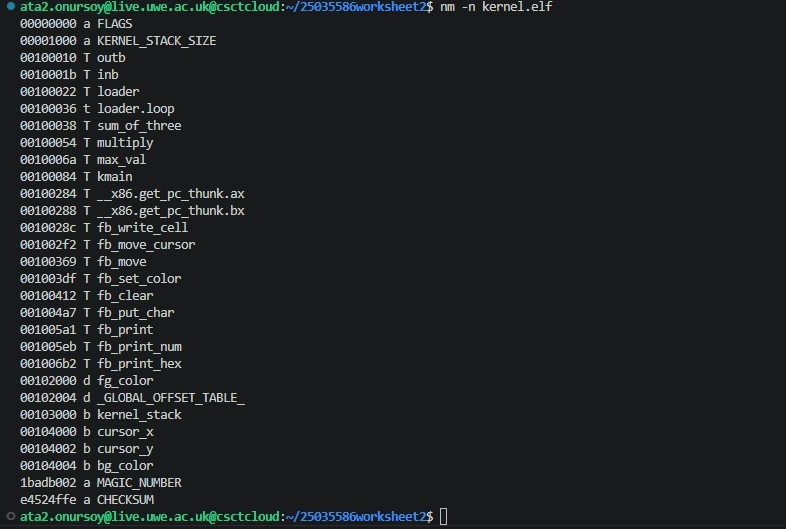 ata2.onursoy@live.uwe.ac.uk@csctcloud:~/25035586worksheet2$ nm -n kernel.elf
00000000 a FLAGS
00001000 a KERNEL_STACK_SIZE
00100010 T outb
0010001b T inb
00100022 T loader
00100036 t loader.loop
00100038 T sum_of_three
00100054 T multiply
0010006a T max_val
00100084 T kmain
00100284 T __x86.get_pc_thunk.ax
00100288 T __x86.get_pc_thunk.bx
0010028c T fb_write_cell
001002f2 T fb_move_cursor
00100369 T fb_move
001003df T fb_set_color
00100412 T fb_clear
001004a7 T fb_put_char
001005a1 T fb_print
001005eb T fb_print_num
001006b2 T fb_print_hex
00102000 d fg_color
00102004 d _GLOBAL_OFFSET_TABLE_
00103000 b kernel_stack
00104000 b cursor_x
00104002 b cursor_y
00104004 b bg_color
1badb002 a MAGIC_NUMBER
e4524ffe a CHECKSUM
ata2.onursoy@live.uwe.ac.uk@csctcloud:~/25035586worksheet2$